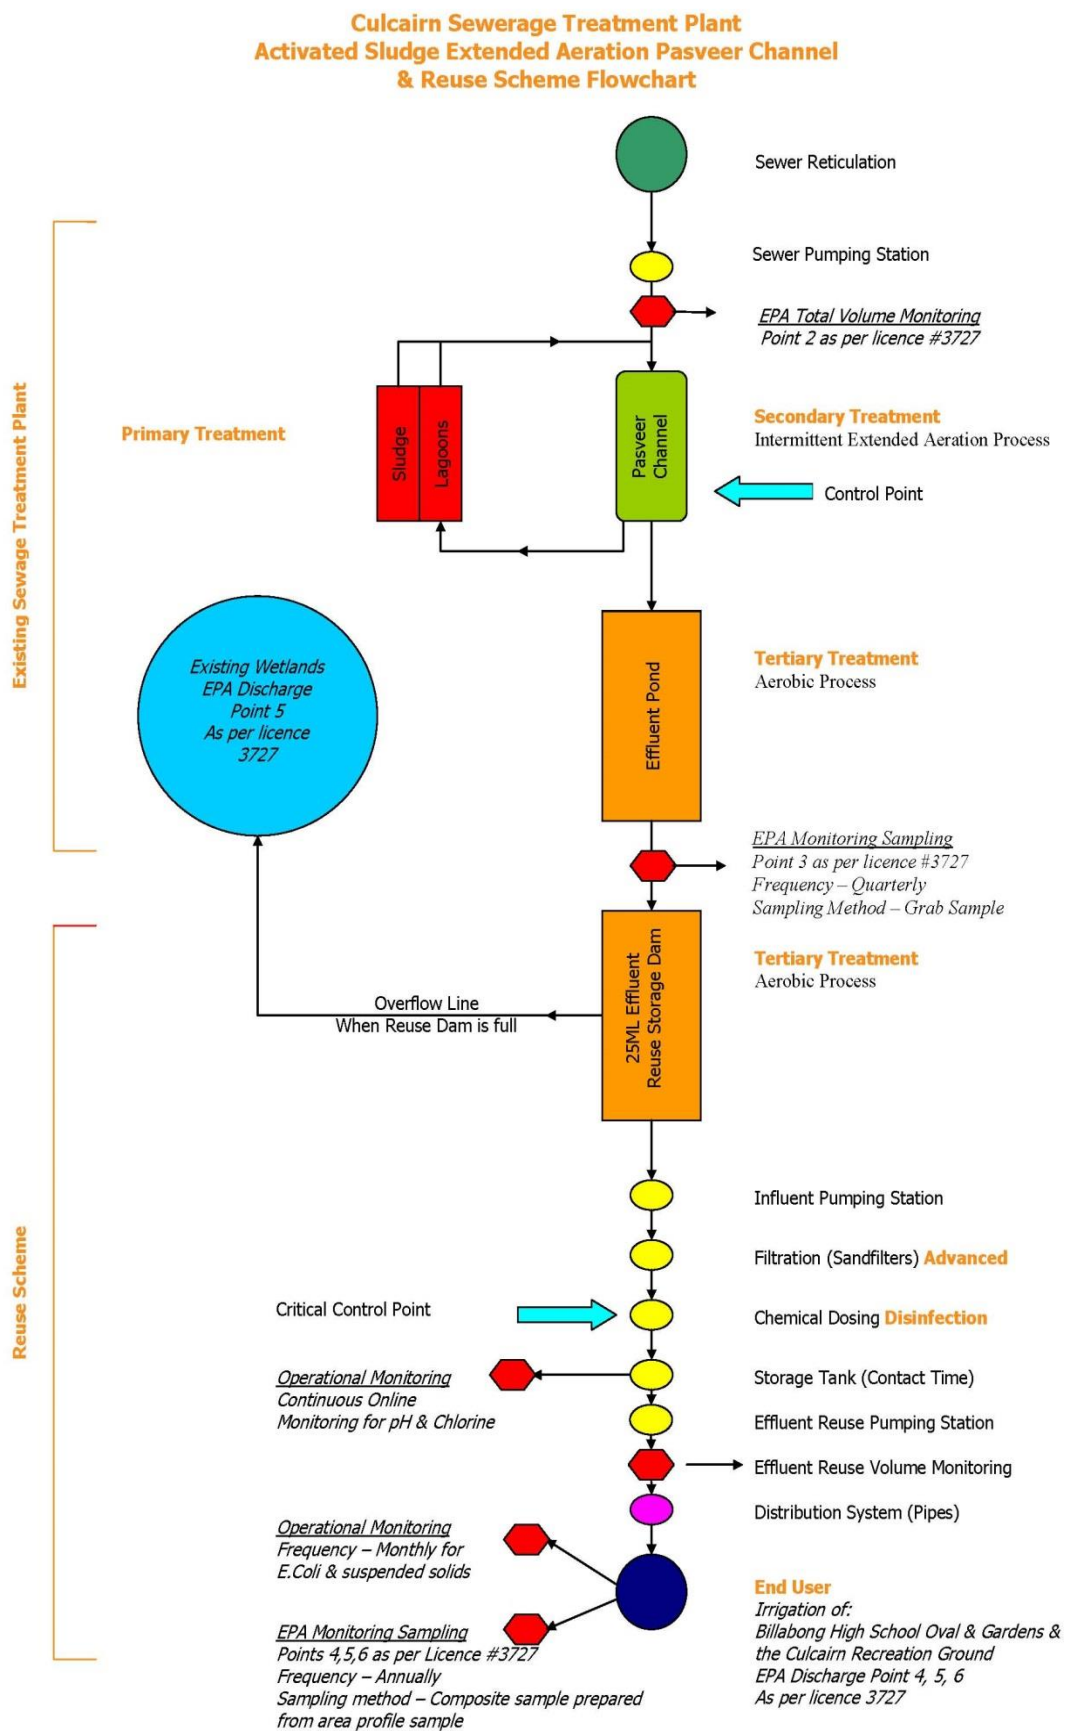 Culcairn Sewerage Treatment Plant
Activated Sludge Extended Aeration Pasveer Channel
& Reuse Scheme Flowchart
Sewer Reticulation
Sewer Pumping Station
EPA Total Volume Monitoring
Point 2 as per licence #3727
Existing Sewage Treatment Plant
Primary Treatment
Sludge
Lagoons
Pasveer
Channel
Secondary Treatment
Intermittent Extended Aeration Process
Control Point
Existing Wetlands
EPA Discharge
Point 5
As per licence
3727
Effluent Pond
Tertiary Treatment
Aerobic Process
EPA Monitoring Sampling
Point 3 as per licence #3727
Frequency – Quarterly
Sampling Method – Grab Sample
Reuse Scheme
25ML Effluent
Reuse Storage Dam
Tertiary Treatment
Aerobic Process
Overflow Line
When Reuse Dam is full
Influent Pumping Station
Filtration (Sandfilters) Advanced
Critical Control Point
Chemical Dosing Disinfection
Operational Monitoring
Continuous Online
Monitoring for pH & Chlorine
Storage Tank (Contact Time)
Effluent Reuse Pumping Station
Effluent Reuse Volume Monitoring
Distribution System (Pipes)
Operational Monitoring
Frequency – Monthly for
E.Coli & suspended solids
EPA Monitoring Sampling
Points 4,5,6 as per Licence #3727
Frequency – Annually
Sampling method – Composite sample prepared
from area profile sample
End User
Irrigation of:
Billabong High School Oval & Gardens &
the Culcairn Recreation Ground
EPA Discharge Point 4, 5, 6
As per licence 3727